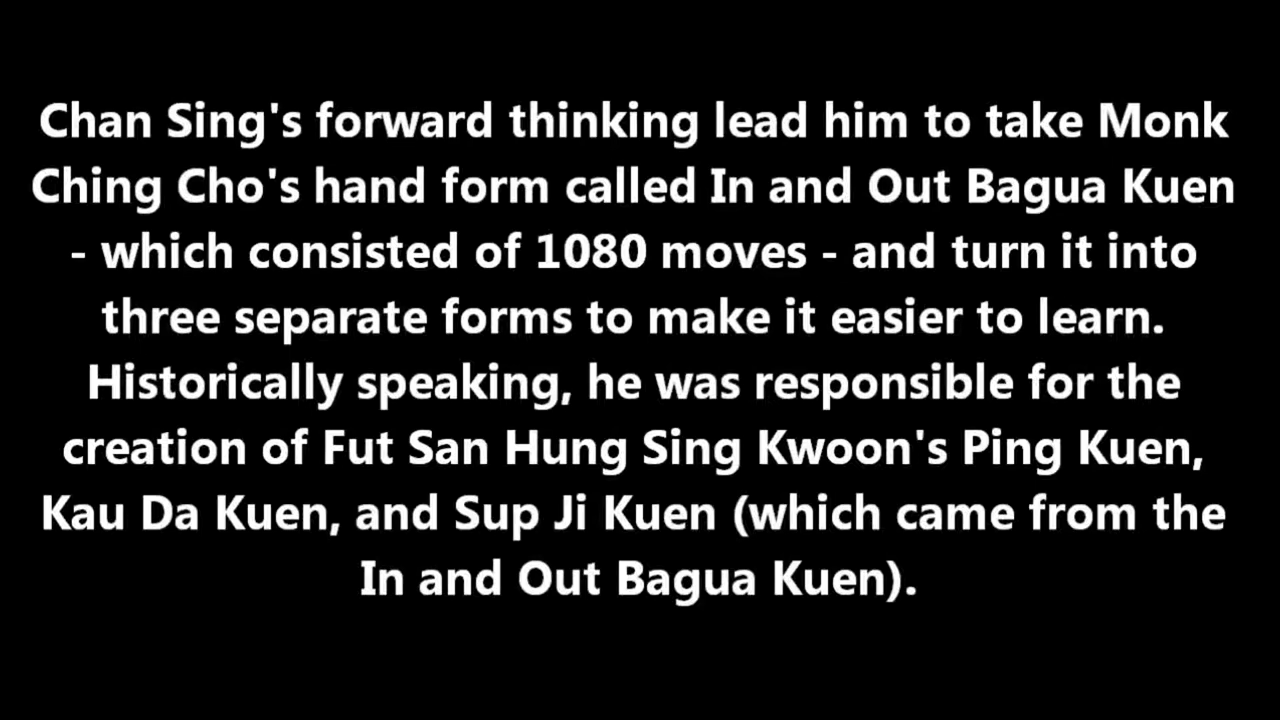 Chan Sing's forward thinking lead him to take Monk
Ching Cho's hand form called In and Out Bagua Kuen
- which consisted of 1080 moves - and turn it into
three separate forms to make it easier to learn.
Historically speaking, he was responsible for the
creation of Fut San Hung Sing Kwoon's Ping Kuen,
Kau Da Kuen, and Sup Ji Kuen (which came from the
In and Out Bagua Kuen).